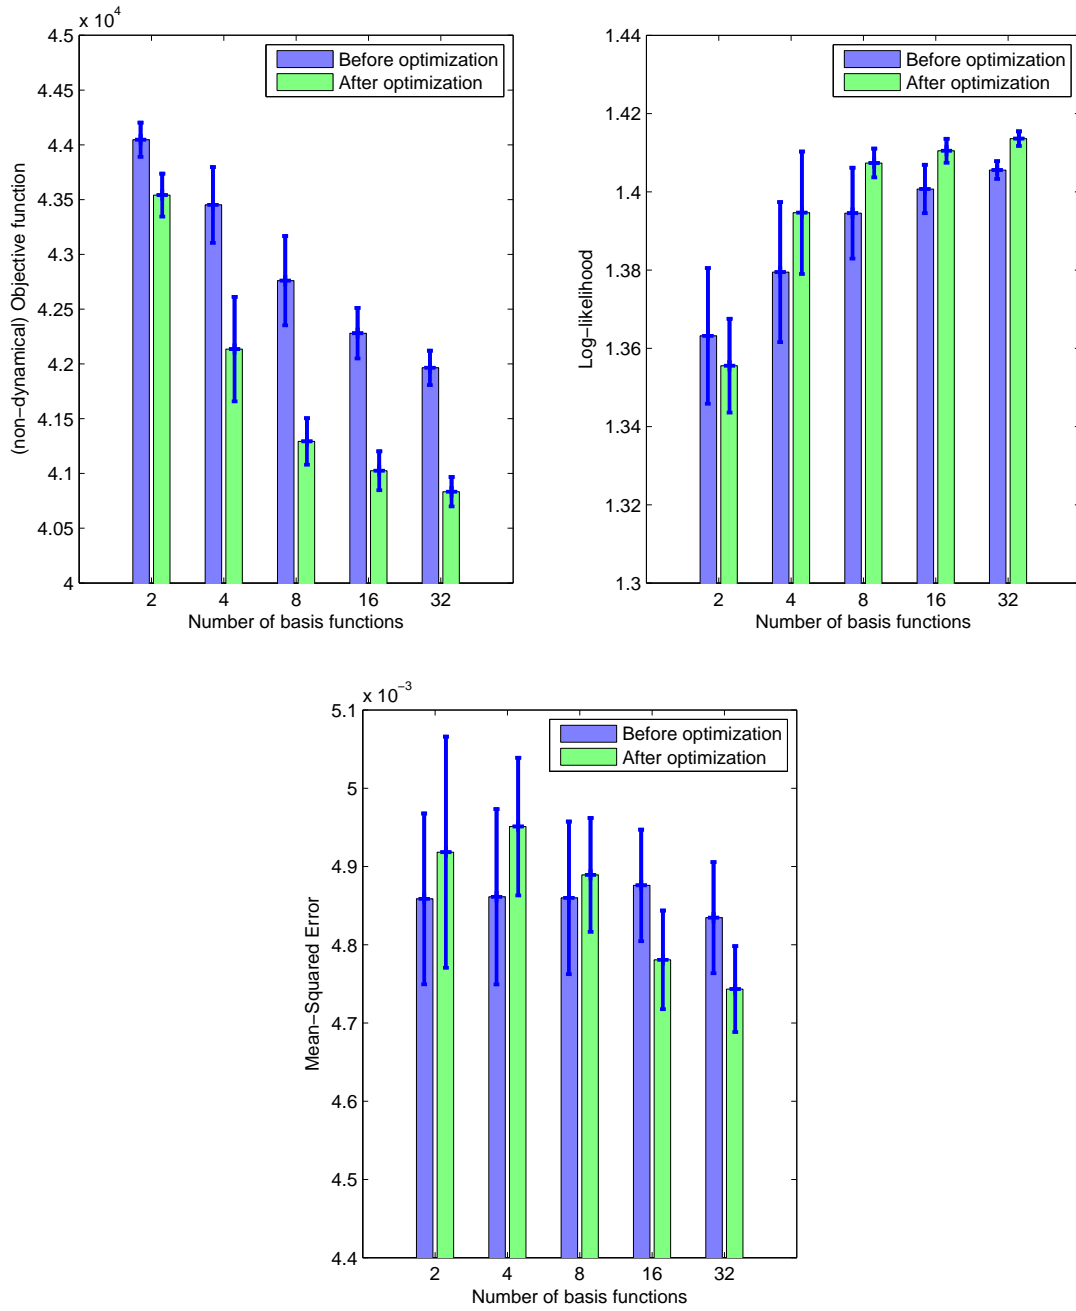 x 10^4
4.5
4.45
4.4
4.35
4.3
4.25
4.2
4.15
4.1
4.05
4
(non−dynamical) Objective function
Before optimization
After optimization
2 4 8 16 32
Number of basis functions
1.44
1.42
1.4
1.38
1.36
1.34
1.32
1.3
Log−likelihood
Before optimization
After optimization
2 4 8 16 32
Number of basis functions
x 10^−3
5.1
5
4.9
4.8
4.7
4.6
4.5
4.4
Mean−Squared Error
Before optimization
After optimization
2 4 8 16 32
Number of basis functions